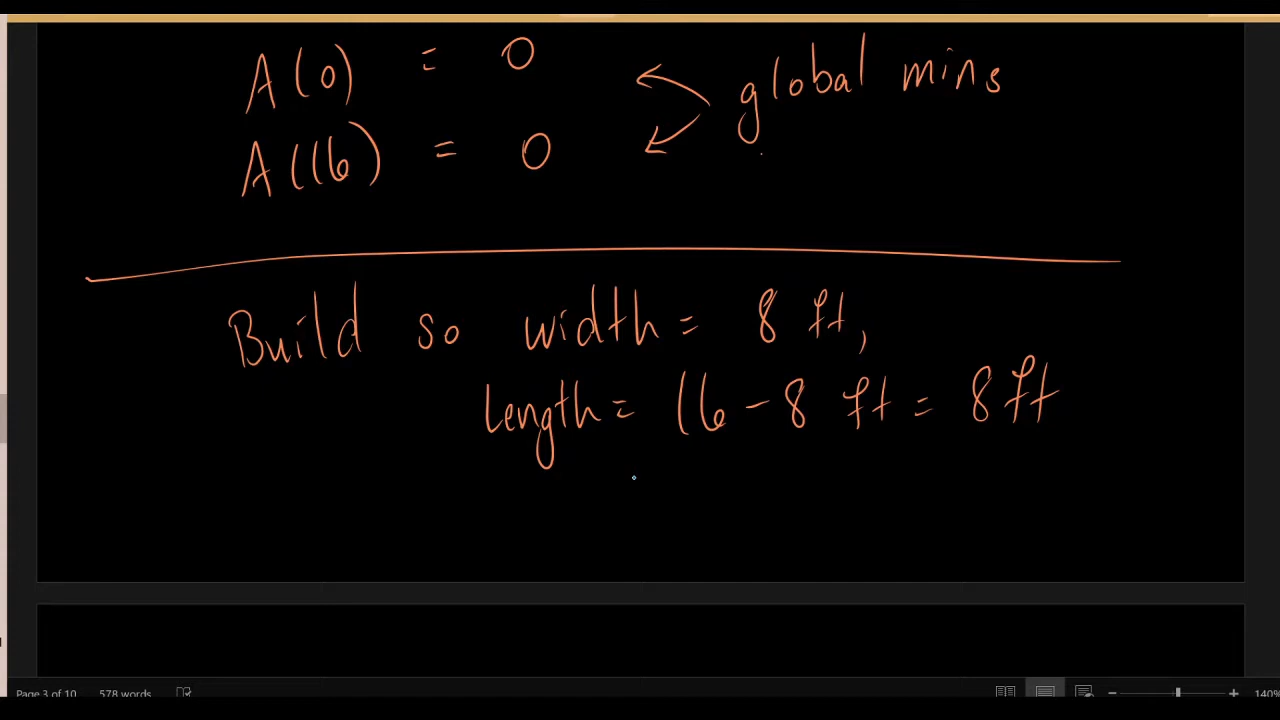 A(0) = 0
global mins
A(16) = 0
Build so width = 8 ft,
length = 16 - 8 ft = 8 ft
Page 3 of 10 578 words 140%